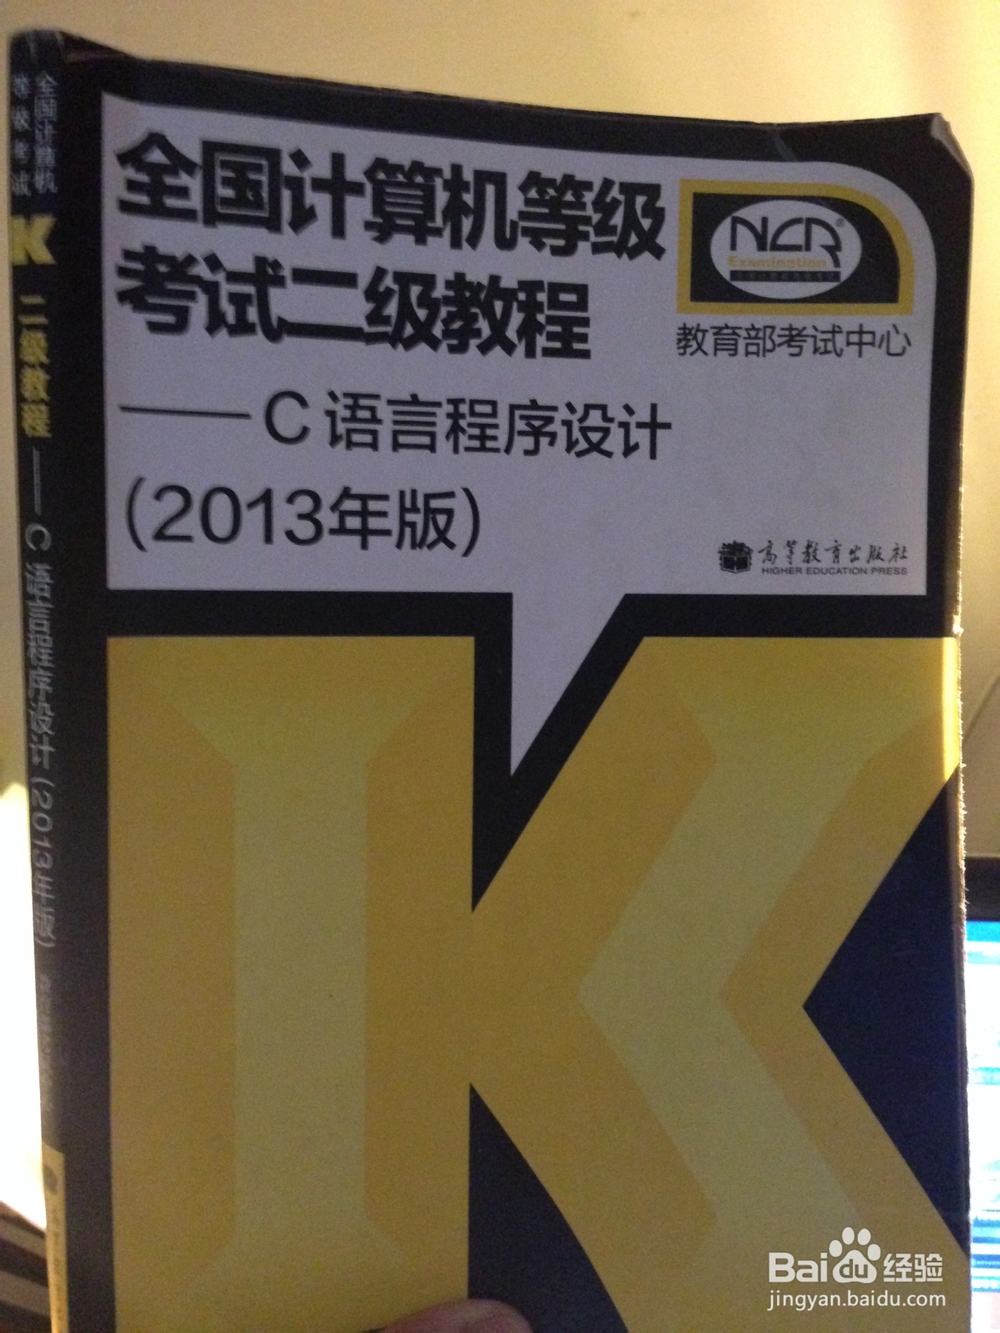 全国计算机等级
考试二级教程
——C语言程序设计
(2013年版)
NCR®
Examination
教育部考试中心
高等教育出版社
HIGHER EDUCATION PRESS
全国计算机
等级考试
K
二级教程——C语言程序设计(2013年版)
K
Baidu经验
jingyan.baidu.com